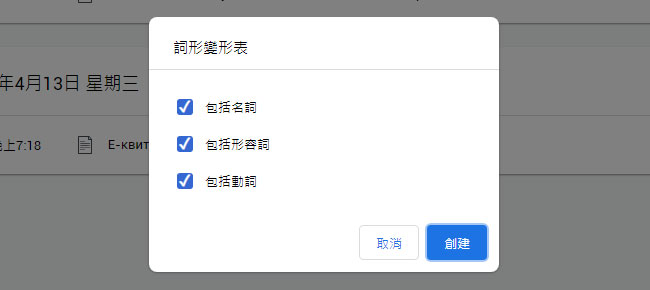 詞形變形表
年4月13日 星期三
包括名詞
上7:18
E-квит
包括形容詞
包括動詞
取消
創建